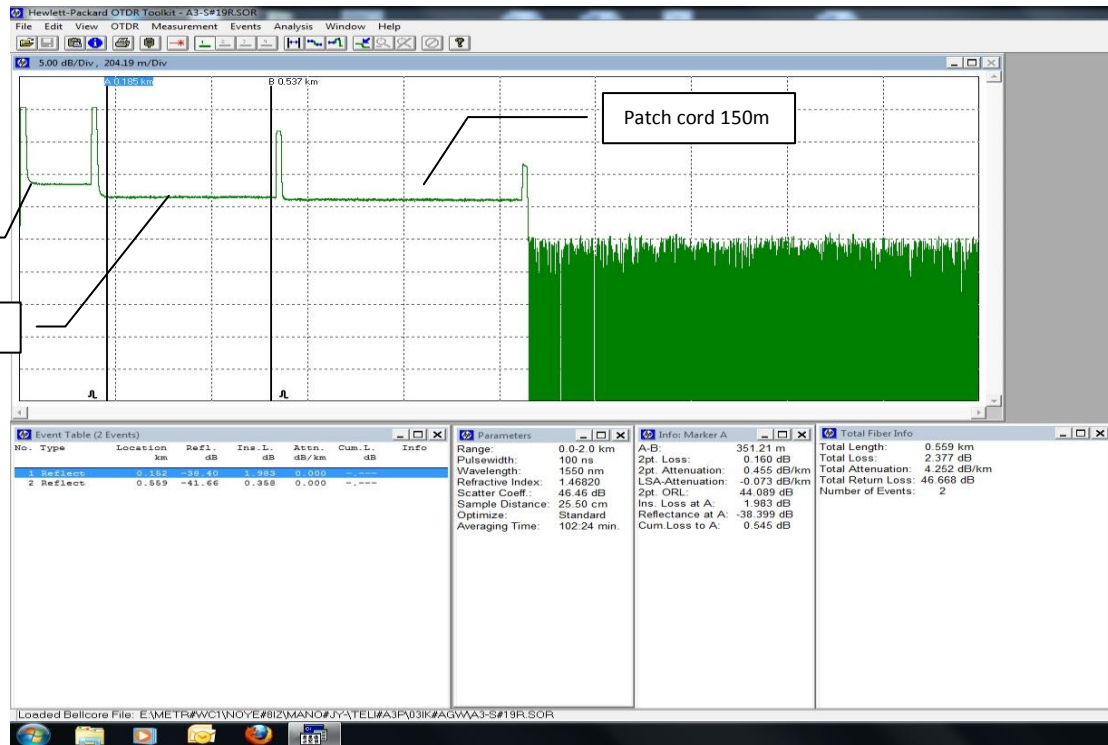 Hewlett-Packard OTDR Toolkit - A3-S#19R.SOR
File Edit View OTDR Measurement Events Analysis Window Help
5.00 dB/Div, 204.19 m/Div
A 0.185 km B 0.537 km
Patch cord 150m
Event Table (2 Events)
No. Type Location Refl. Ins.L. Attn. Cum.L. Info
km dB dB dB/km dB
1 Reflect 0.152 -38.40 1.983 0.000 -.---
2 Reflect 0.559 -41.66 0.358 0.000 -.---
Parameters
Range: 0.0-2.0 km
Pulsewidth: 100 ns
Wavelength: 1550 nm
Refractive Index: 1.46820
Scatter Coeff.: 46.46 dB
Sample Distance: 25.50 cm
Optimize: Standard
Averaging Time: 102:24 min.
Info: Marker A
A-B: 351.21 m
2pt. Loss: 0.160 dB
2pt. Attenuation: 0.455 dB/km
LSA-Attenuation: -0.073 dB/km
2pt. ORL: 44.089 dB
Ins. Loss at A: 1.983 dB
Reflectance at A: -38.399 dB
Cum.Loss to A: 0.545 dB
Total Fiber Info
Total Length: 0.559 km
Total Loss: 2.377 dB
Total Attenuation: 4.252 dB/km
Total Return Loss: 46.668 dB
Number of Events: 2
Loaded Bellcore File: E:\METR#WC1\NOYE#8IZ\MANO#JY-\TELI#A3P\03IK#AGW\A3-S#19R.SOR